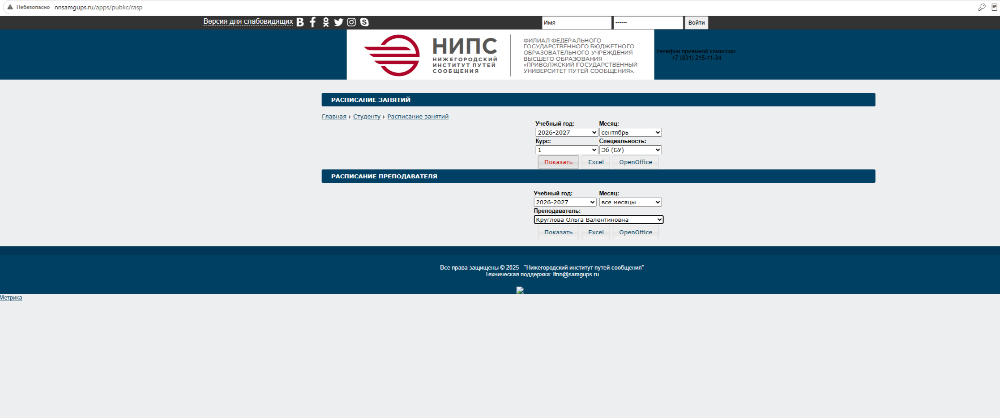 Небезопасно nnsamgups.ru/apps/public/rasp
Версия для слабовидящих
Имя
Войти
НИПС
НИЖЕГОРОДСКИЙ
ИНСТИТУТ ПУТЕЙ
СООБЩЕНИЯ
ФИЛИАЛ ФЕДЕРАЛЬНОГО
ГОСУДАРСТВЕННОГО БЮДЖЕТНОГО
ОБРАЗОВАТЕЛЬНОГО УЧРЕЖДЕНИЯ
ВЫСШЕГО ОБРАЗОВАНИЯ
«ПРИВОЛЖСКИЙ ГОСУДАРСТВЕННЫЙ
УНИВЕРСИТЕТ ПУТЕЙ СООБЩЕНИЯ».
Телефон приемной комиссии:
+7 (831) 215-11-34
РАСПИСАНИЕ ЗАНЯТИЙ
Главная Студенту Расписание занятий
Учебный год: Месяц:
2026-2027 сентябрь
Курс: Специальность:
1 Эб (БУ)
Показать Excel OpenOffice
РАСПИСАНИЕ ПРЕПОДАВАТЕЛЯ
Учебный год: Месяц:
2026-2027 все месяцы
Преподаватель:
Круглова Ольга Валентиновна
Показать Excel OpenOffice
Все права защищены © 2025 - "Нижегородский институт путей сообщения"
Техническая поддержка: itnn@samgups.ru
Метрика